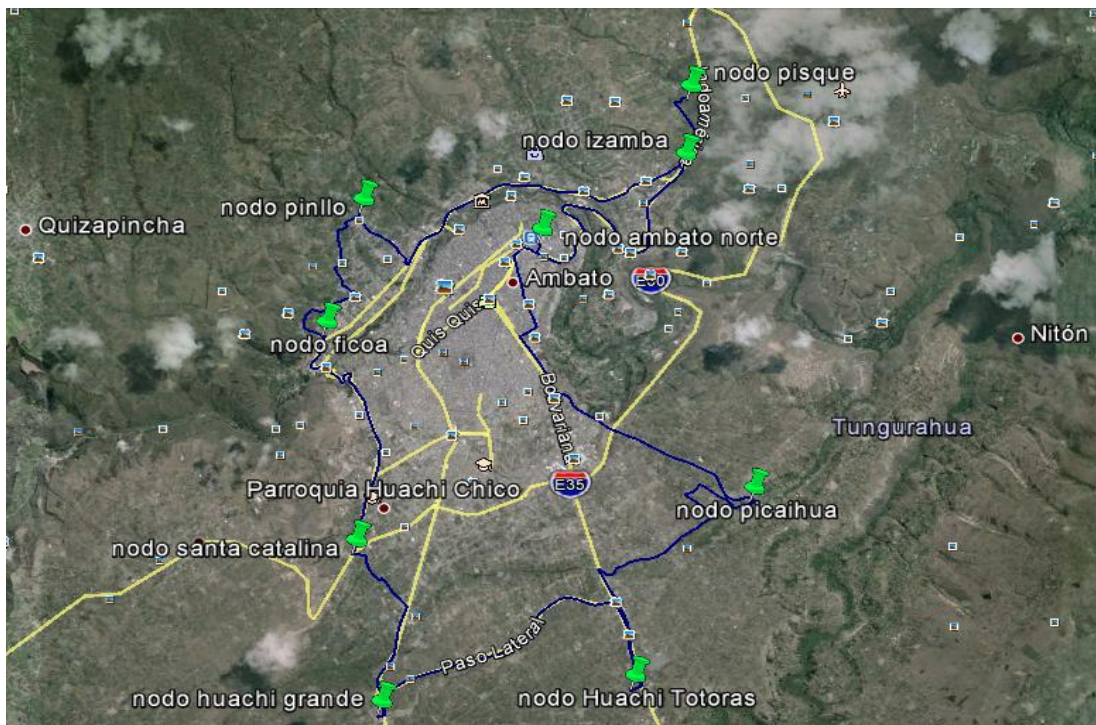 nodo pisque
nodo izamba
nodo pinllo
Quizapincha
nodo ambato norte
Ambato
Quis Quis
nodo ficoa
Nitón
Bolivariana
Tungurahua
E35
Parroquia Huachi Chico
nodo picaihua
nodo santa catalina
Paso Lateral
nodo huachi grande
nodo Huachi Totoras